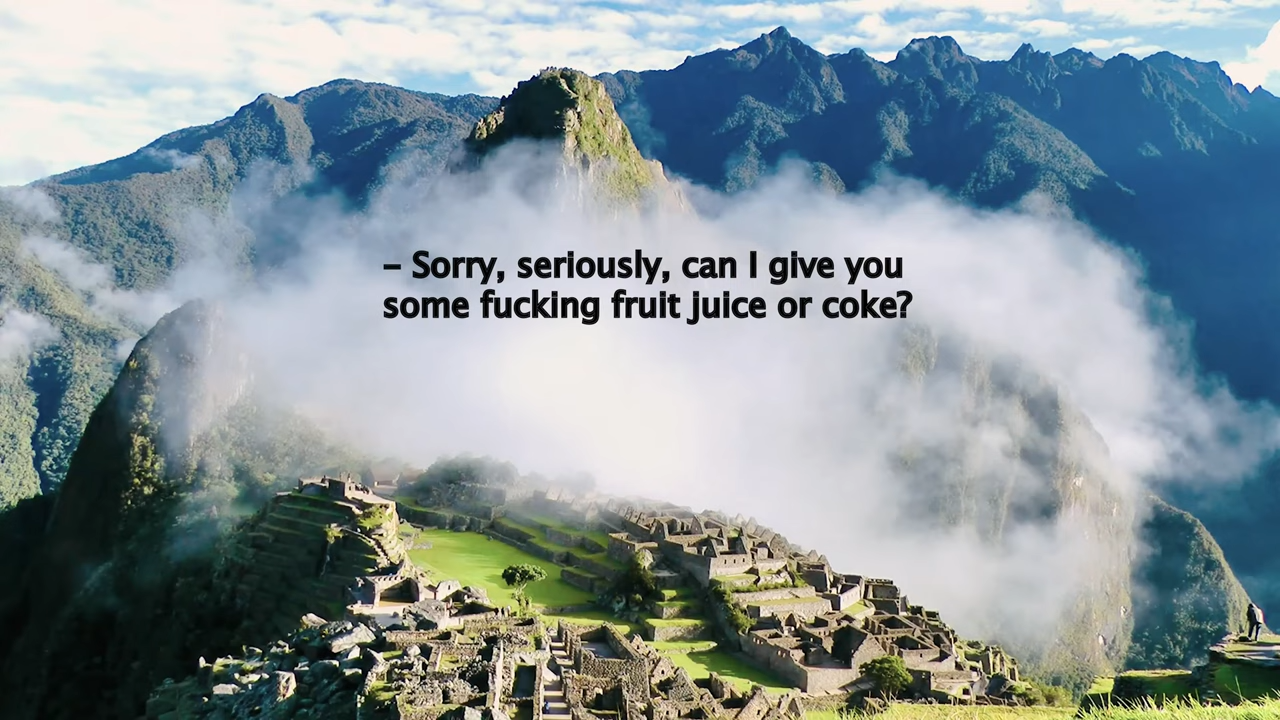 – Sorry, seriously, can I give you
some fucking fruit juice or coke?